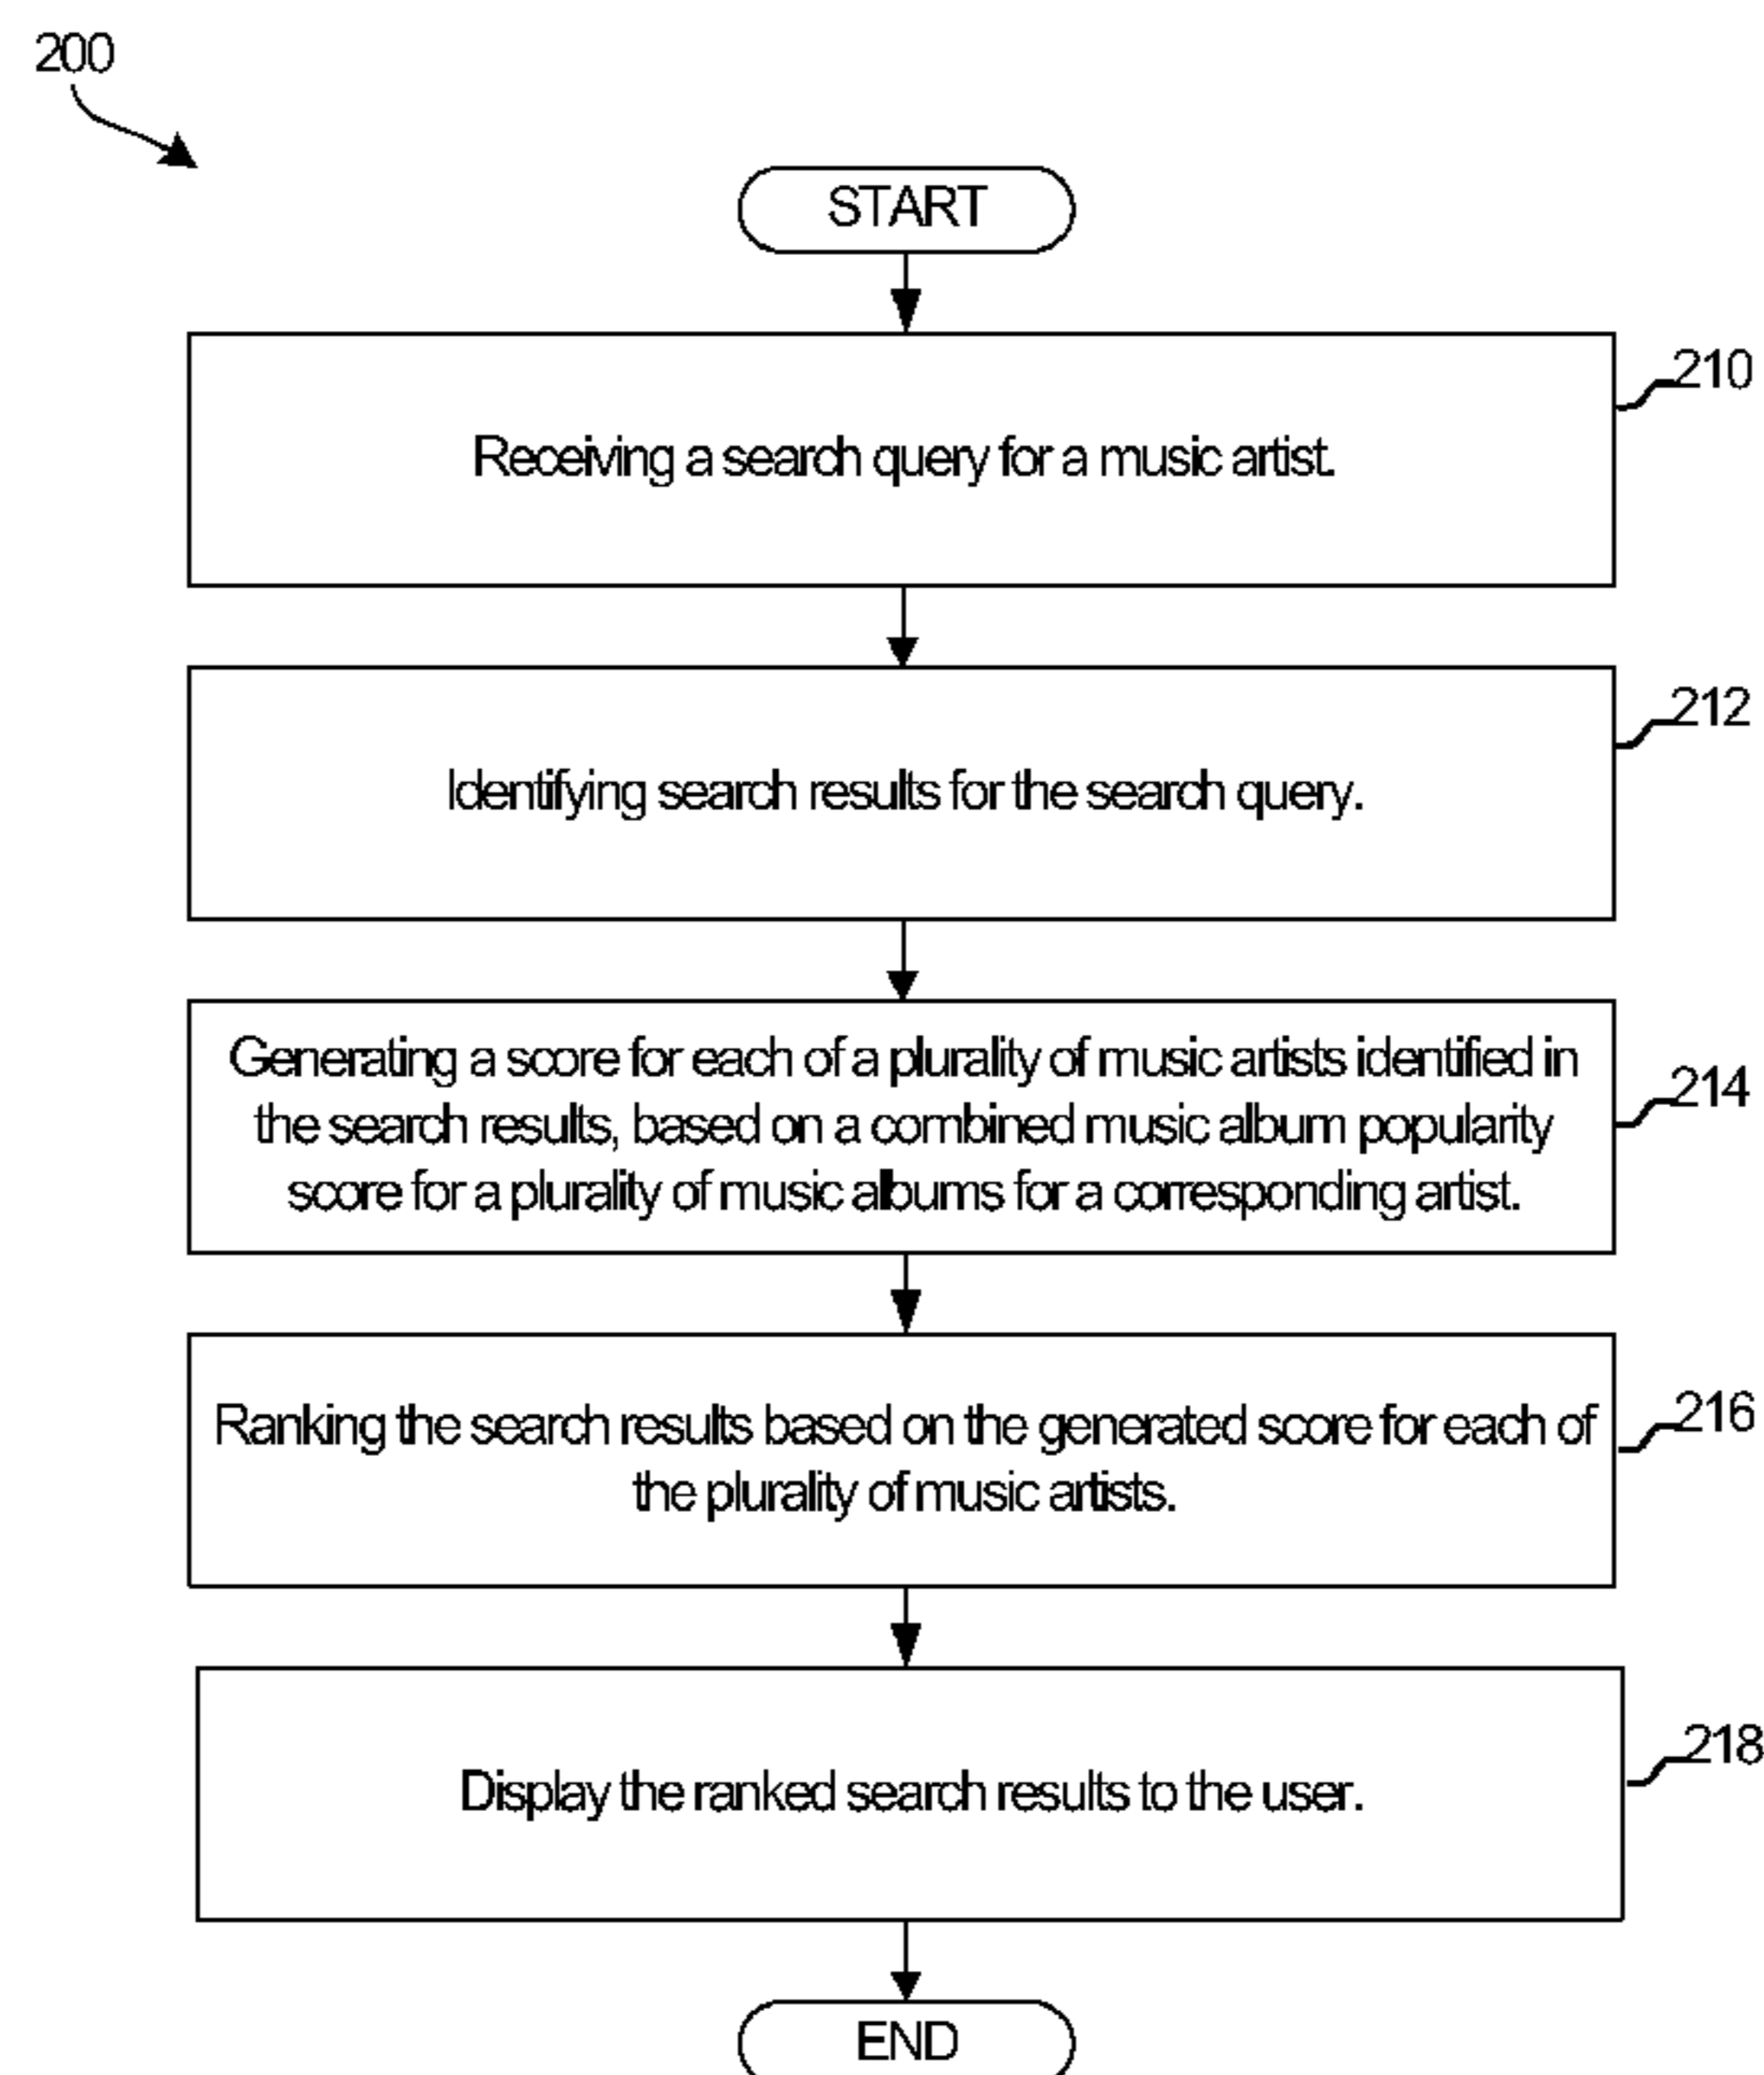 200
START
210
Receiving a search query for a music artist.
212
Identifying search results for the search query.
Generating a score for each of a plurality of music artists identified in
the search results, based on a combined music album popularity
score for a plurality of music albums for a corresponding artist.
214
Ranking the search results based on the generated score for each of
the plurality of music artists.
216
218
Display the ranked search results to the user.
END